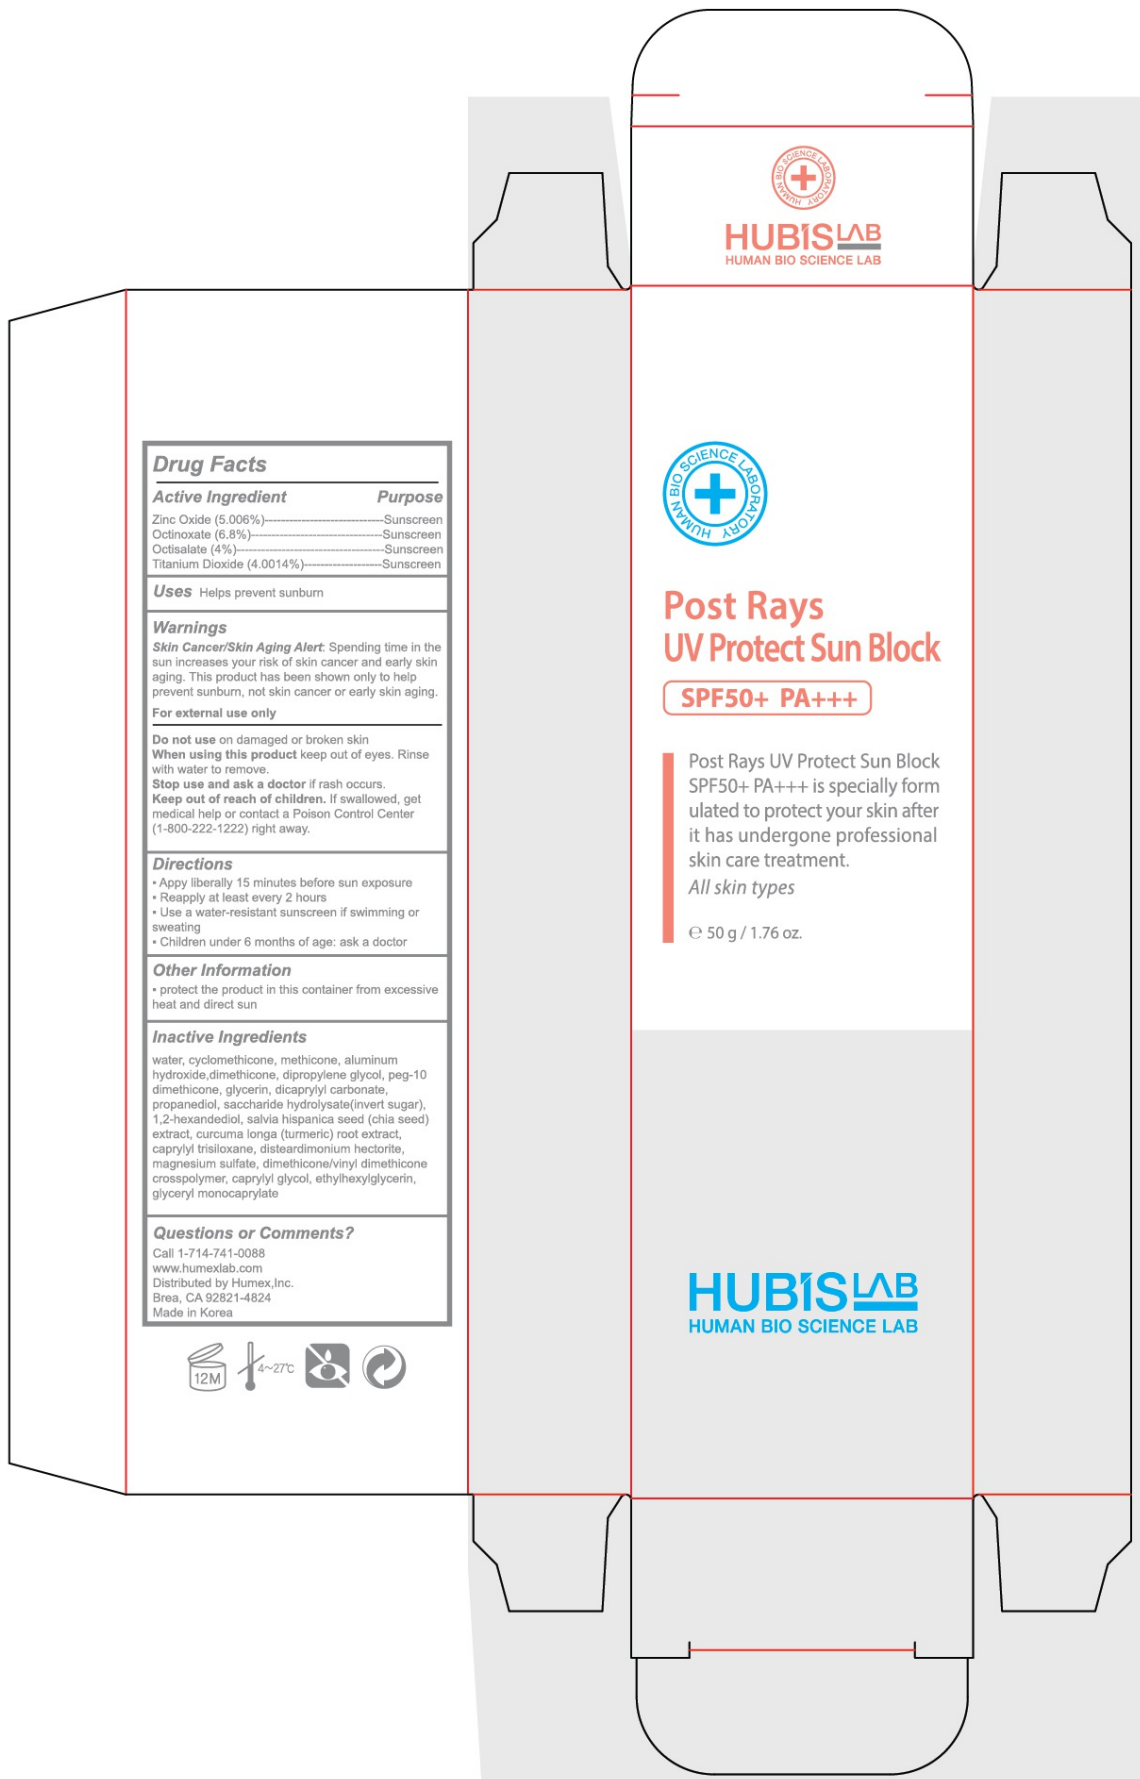 HUMAN BIO SCIENCE LABORATORY
HUBIS LAB
HUMAN BIO SCIENCE LAB
Drug Facts
Active Ingredient Purpose
Zinc Oxide (5.006%)-----------------------------Sunscreen
Octinoxate (6.8%)--------------------------------Sunscreen
Octisalate (4%)------------------------------------Sunscreen
Titanium Dioxide (4.0014%)-------------------Sunscreen
Uses Helps prevent sunburn
Warnings
Skin Cancer/Skin Aging Alert: Spending time in the
sun increases your risk of skin cancer and early skin
aging. This product has been shown only to help
prevent sunburn, not skin cancer or early skin aging.
For external use only
Do not use on damaged or broken skin
When using this product keep out of eyes. Rinse
with water to remove.
Stop use and ask a doctor if rash occurs.
Keep out of reach of children. If swallowed, get
medical help or contact a Poison Control Center
(1-800-222-1222) right away.
Directions
▪ Appy liberally 15 minutes before sun exposure
▪ Reapply at least every 2 hours
▪ Use a water-resistant sunscreen if swimming or
sweating
▪ Children under 6 months of age: ask a doctor
Other Information
▪ protect the product in this container from excessive
heat and direct sun
Inactive Ingredients
water, cyclomethicone, methicone, aluminum
hydroxide,dimethicone, dipropylene glycol, peg-10
dimethicone, glycerin, dicaprylyl carbonate,
propanediol, saccharide hydrolysate(invert sugar),
1,2-hexandediol, salvia hispanica seed (chia seed)
extract, curcuma longa (turmeric) root extract,
caprylyl trisiloxane, disteardimonium hectorite,
magnesium sulfate, dimethicone/vinyl dimethicone
crosspolymer, caprylyl glycol, ethylhexylglycerin,
glyceryl monocaprylate
Questions or Comments?
Call 1-714-741-0088
www.humexlab.com
Distributed by Humex,Inc.
Brea, CA 92821-4824
Made in Korea
12M
4~27℃
HUMAN BIO SCIENCE LABORATORY
Post Rays
UV Protect Sun Block
SPF50+ PA+++
Post Rays UV Protect Sun Block
SPF50+ PA+++ is specially form
ulated to protect your skin after
it has undergone professional
skin care treatment.
All skin types
℮ 50 g / 1.76 oz.
HUBIS LAB
HUMAN BIO SCIENCE LAB